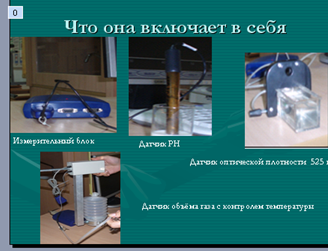 0
Что она включает в себя
Измерительный блок
Датчик PH
Датчик оптической плотности 525
Датчик объёма газа с контролем температуры